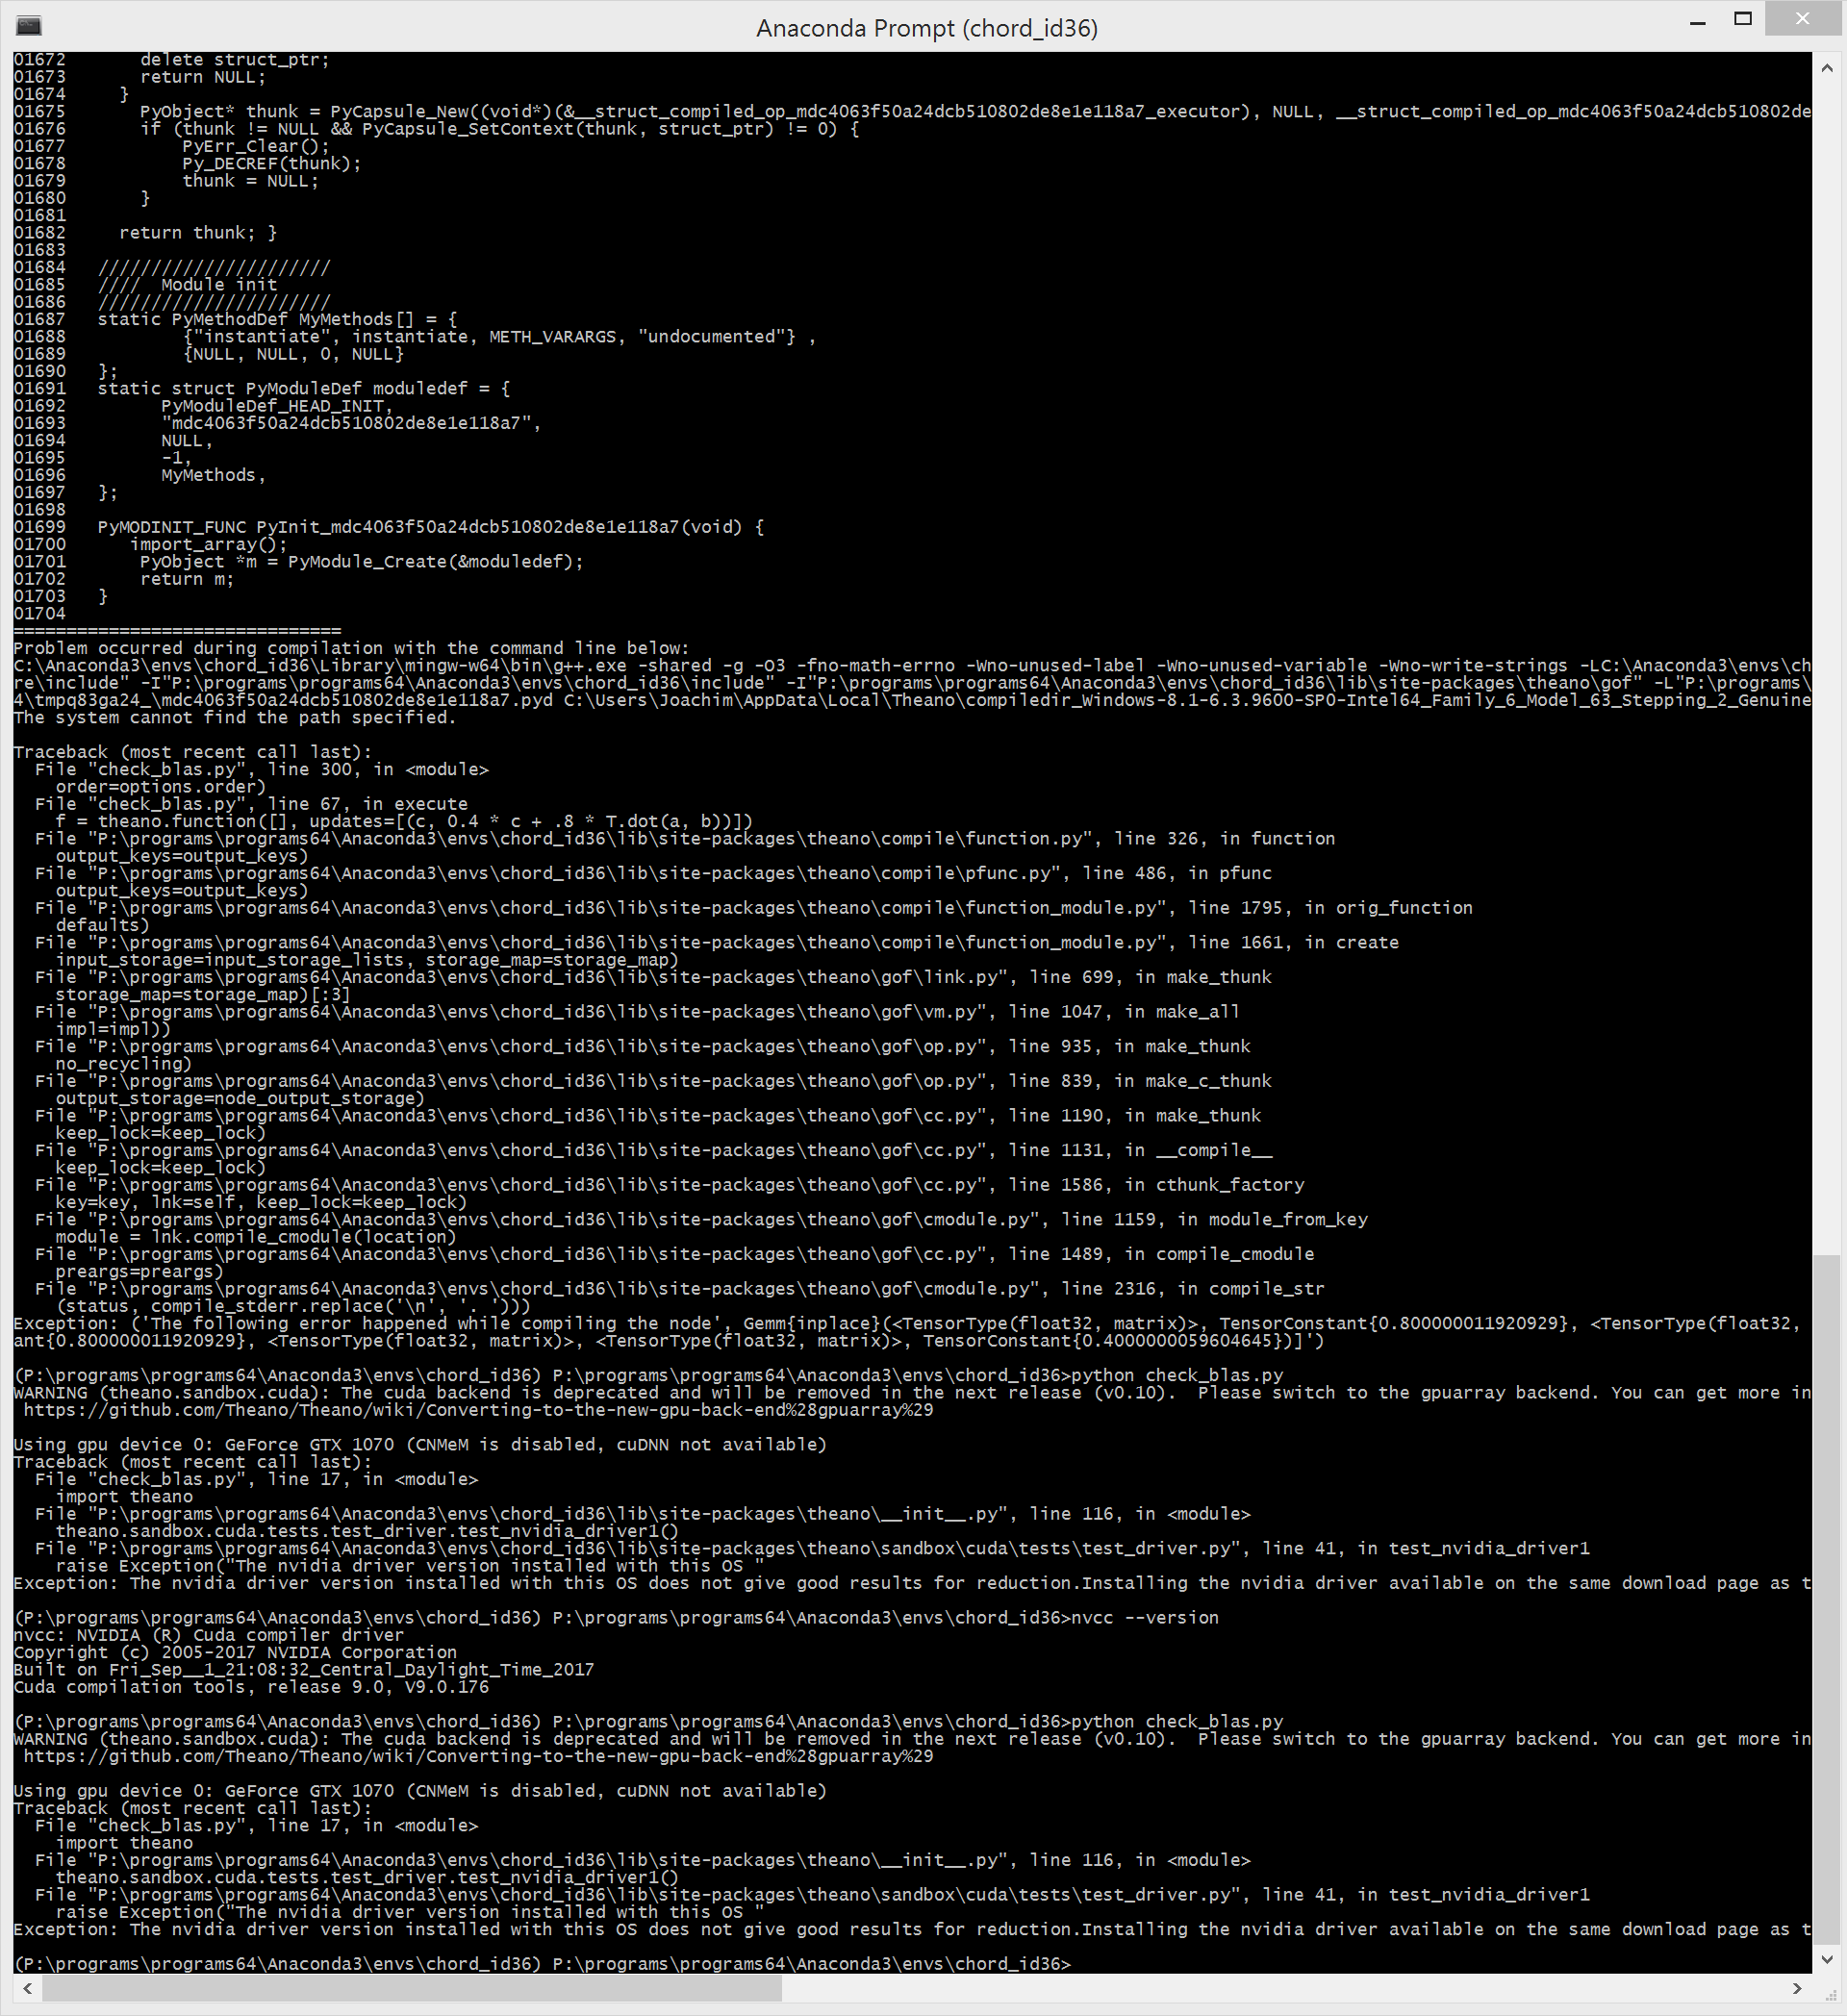 Anaconda Prompt (chord_id36)
01672       delete struct_ptr;
01673       return NULL;
01674     }
01675       PyObject* thunk = PyCapsule_New((void*)(&__struct_compiled_op_mdc4063f50a24dcb510802de8e1e118a7_executor), NULL, __struct_compiled_op_mdc4063f50a24dcb510802de
01676       if (thunk != NULL && PyCapsule_SetContext(thunk, struct_ptr) != 0) {
01677           PyErr_Clear();
01678           Py_DECREF(thunk);
01679           thunk = NULL;
01680       }
01681
01682     return thunk; }
01683
01684   //////////////////////
01685   ////  Module init
01686   //////////////////////
01687   static PyMethodDef MyMethods[] = {
01688           {"instantiate", instantiate, METH_VARARGS, "undocumented"} ,
01689           {NULL, NULL, 0, NULL}
01690   };
01691   static struct PyModuleDef moduledef = {
01692         PyModuleDef_HEAD_INIT,
01693         "mdc4063f50a24dcb510802de8e1e118a7",
01694         NULL,
01695         -1,
01696         MyMethods,
01697   };
01698
01699   PyMODINIT_FUNC PyInit_mdc4063f50a24dcb510802de8e1e118a7(void) {
01700      import_array();
01701       PyObject *m = PyModule_Create(&moduledef);
01702       return m;
01703   }
01704
===============================
Problem occurred during compilation with the command line below:
C:\Anaconda3\envs\chord_id36\Library\mingw-w64\bin\g++.exe -shared -g -O3 -fno-math-errno -Wno-unused-label -Wno-unused-variable -Wno-write-strings -LC:\Anaconda3\envs\ch
re\include" -I"P:\programs\programs64\Anaconda3\envs\chord_id36\include" -I"P:\programs\programs64\Anaconda3\envs\chord_id36\lib\site-packages\theano\gof" -L"P:\programs\
4\tmpq83ga24_\mdc4063f50a24dcb510802de8e1e118a7.pyd C:\Users\Joachim\AppData\Local\Theano\compiledir_Windows-8.1-6.3.9600-SP0-Intel64_Family_6_Model_63_Stepping_2_Genuine
The system cannot find the path specified.

Traceback (most recent call last):
  File "check_blas.py", line 300, in <module>
    order=options.order)
  File "check_blas.py", line 67, in execute
    f = theano.function([], updates=[(c, 0.4 * c + .8 * T.dot(a, b))])
  File "P:\programs\programs64\Anaconda3\envs\chord_id36\lib\site-packages\theano\compile\function.py", line 326, in function
    output_keys=output_keys)
  File "P:\programs\programs64\Anaconda3\envs\chord_id36\lib\site-packages\theano\compile\pfunc.py", line 486, in pfunc
    output_keys=output_keys)
  File "P:\programs\programs64\Anaconda3\envs\chord_id36\lib\site-packages\theano\compile\function_module.py", line 1795, in orig_function
    defaults)
  File "P:\programs\programs64\Anaconda3\envs\chord_id36\lib\site-packages\theano\compile\function_module.py", line 1661, in create
    input_storage=input_storage_lists, storage_map=storage_map)
  File "P:\programs\programs64\Anaconda3\envs\chord_id36\lib\site-packages\theano\gof\link.py", line 699, in make_thunk
    storage_map=storage_map)[:3]
  File "P:\programs\programs64\Anaconda3\envs\chord_id36\lib\site-packages\theano\gof\vm.py", line 1047, in make_all
    impl=impl))
  File "P:\programs\programs64\Anaconda3\envs\chord_id36\lib\site-packages\theano\gof\op.py", line 935, in make_thunk
    no_recycling)
  File "P:\programs\programs64\Anaconda3\envs\chord_id36\lib\site-packages\theano\gof\op.py", line 839, in make_c_thunk
    output_storage=node_output_storage)
  File "P:\programs\programs64\Anaconda3\envs\chord_id36\lib\site-packages\theano\gof\cc.py", line 1190, in make_thunk
    keep_lock=keep_lock)
  File "P:\programs\programs64\Anaconda3\envs\chord_id36\lib\site-packages\theano\gof\cc.py", line 1131, in __compile__
    keep_lock=keep_lock)
  File "P:\programs\programs64\Anaconda3\envs\chord_id36\lib\site-packages\theano\gof\cc.py", line 1586, in cthunk_factory
    key=key, lnk=self, keep_lock=keep_lock)
  File "P:\programs\programs64\Anaconda3\envs\chord_id36\lib\site-packages\theano\gof\cmodule.py", line 1159, in module_from_key
    module = lnk.compile_cmodule(location)
  File "P:\programs\programs64\Anaconda3\envs\chord_id36\lib\site-packages\theano\gof\cc.py", line 1489, in compile_cmodule
    preargs=preargs)
  File "P:\programs\programs64\Anaconda3\envs\chord_id36\lib\site-packages\theano\gof\cmodule.py", line 2316, in compile_str
    (status, compile_stderr.replace('\n', '. ')))
Exception: ('The following error happened while compiling the node', Gemm{inplace}(<TensorType(float32, matrix)>, TensorConstant{0.800000011920929}, <TensorType(float32,
ant{0.800000011920929}, <TensorType(float32, matrix)>, <TensorType(float32, matrix)>, TensorConstant{0.4000000059604645})]')

(P:\programs\programs64\Anaconda3\envs\chord_id36) P:\programs\programs64\Anaconda3\envs\chord_id36>python check_blas.py
WARNING (theano.sandbox.cuda): The cuda backend is deprecated and will be removed in the next release (v0.10).  Please switch to the gpuarray backend. You can get more in
 https://github.com/Theano/Theano/wiki/Converting-to-the-new-gpu-back-end%28gpuarray%29

Using gpu device 0: GeForce GTX 1070 (CNMeM is disabled, cuDNN not available)
Traceback (most recent call last):
  File "check_blas.py", line 17, in <module>
    import theano
  File "P:\programs\programs64\Anaconda3\envs\chord_id36\lib\site-packages\theano\__init__.py", line 116, in <module>
    theano.sandbox.cuda.tests.test_driver.test_nvidia_driver1()
  File "P:\programs\programs64\Anaconda3\envs\chord_id36\lib\site-packages\theano\sandbox\cuda\tests\test_driver.py", line 41, in test_nvidia_driver1
    raise Exception("The nvidia driver version installed with this OS "
Exception: The nvidia driver version installed with this OS does not give good results for reduction.Installing the nvidia driver available on the same download page as t

(P:\programs\programs64\Anaconda3\envs\chord_id36) P:\programs\programs64\Anaconda3\envs\chord_id36>nvcc --version
nvcc: NVIDIA (R) Cuda compiler driver
Copyright (c) 2005-2017 NVIDIA Corporation
Built on Fri_Sep__1_21:08:32_Central_Daylight_Time_2017
Cuda compilation tools, release 9.0, V9.0.176

(P:\programs\programs64\Anaconda3\envs\chord_id36) P:\programs\programs64\Anaconda3\envs\chord_id36>python check_blas.py
WARNING (theano.sandbox.cuda): The cuda backend is deprecated and will be removed in the next release (v0.10).  Please switch to the gpuarray backend. You can get more in
 https://github.com/Theano/Theano/wiki/Converting-to-the-new-gpu-back-end%28gpuarray%29

Using gpu device 0: GeForce GTX 1070 (CNMeM is disabled, cuDNN not available)
Traceback (most recent call last):
  File "check_blas.py", line 17, in <module>
    import theano
  File "P:\programs\programs64\Anaconda3\envs\chord_id36\lib\site-packages\theano\__init__.py", line 116, in <module>
    theano.sandbox.cuda.tests.test_driver.test_nvidia_driver1()
  File "P:\programs\programs64\Anaconda3\envs\chord_id36\lib\site-packages\theano\sandbox\cuda\tests\test_driver.py", line 41, in test_nvidia_driver1
    raise Exception("The nvidia driver version installed with this OS "
Exception: The nvidia driver version installed with this OS does not give good results for reduction.Installing the nvidia driver available on the same download page as t

(P:\programs\programs64\Anaconda3\envs\chord_id36) P:\programs\programs64\Anaconda3\envs\chord_id36>